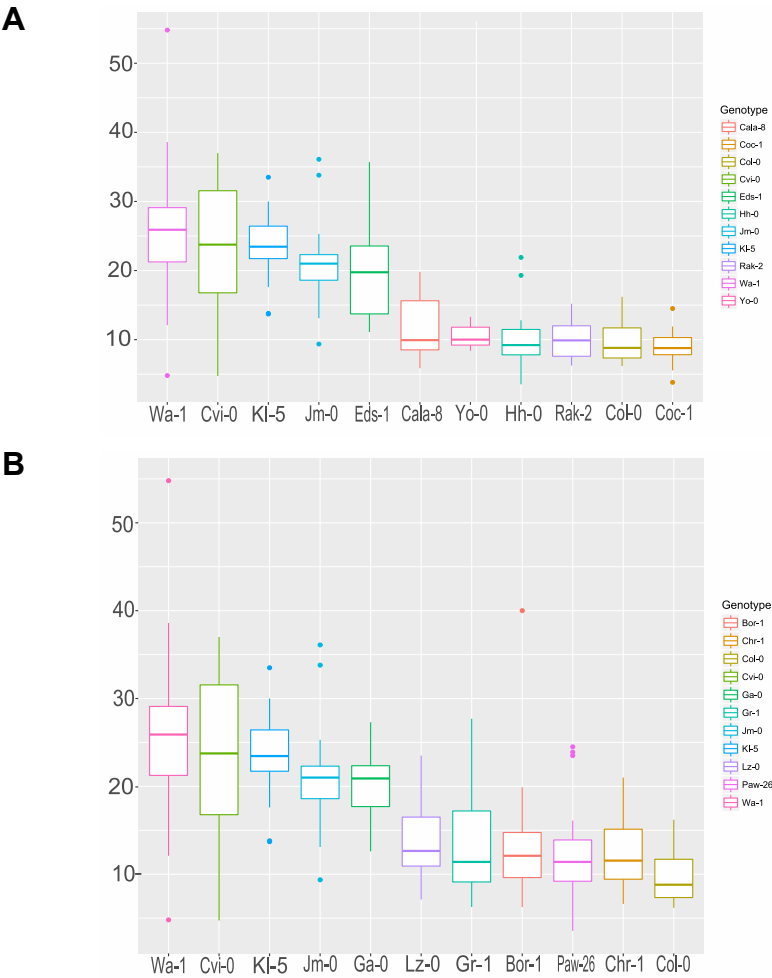 A
50
40
30
20
10
Wa-1 Cvi-0 Kl-5 Jm-0 Eds-1 Cala-8 Yo-0 Hh-0 Rak-2 Col-0 Coc-1
Genotype
Cala-8
Coc-1
Col-0
Cvi-0
Eds-1
Hh-0
Jm-0
Kl-5
Rak-2
Wa-1
Yo-0
B
50
40
30
20
10
Wa-1 Cvi-0 Kl-5 Jm-0 Ga-0 Lz-0 Gr-1 Bor-1 Paw-26 Chr-1 Col-0
Genotype
Bor-1
Chr-1
Col-0
Cvi-0
Ga-0
Gr-1
Jm-0
Kl-5
Lz-0
Paw-26
Wa-1